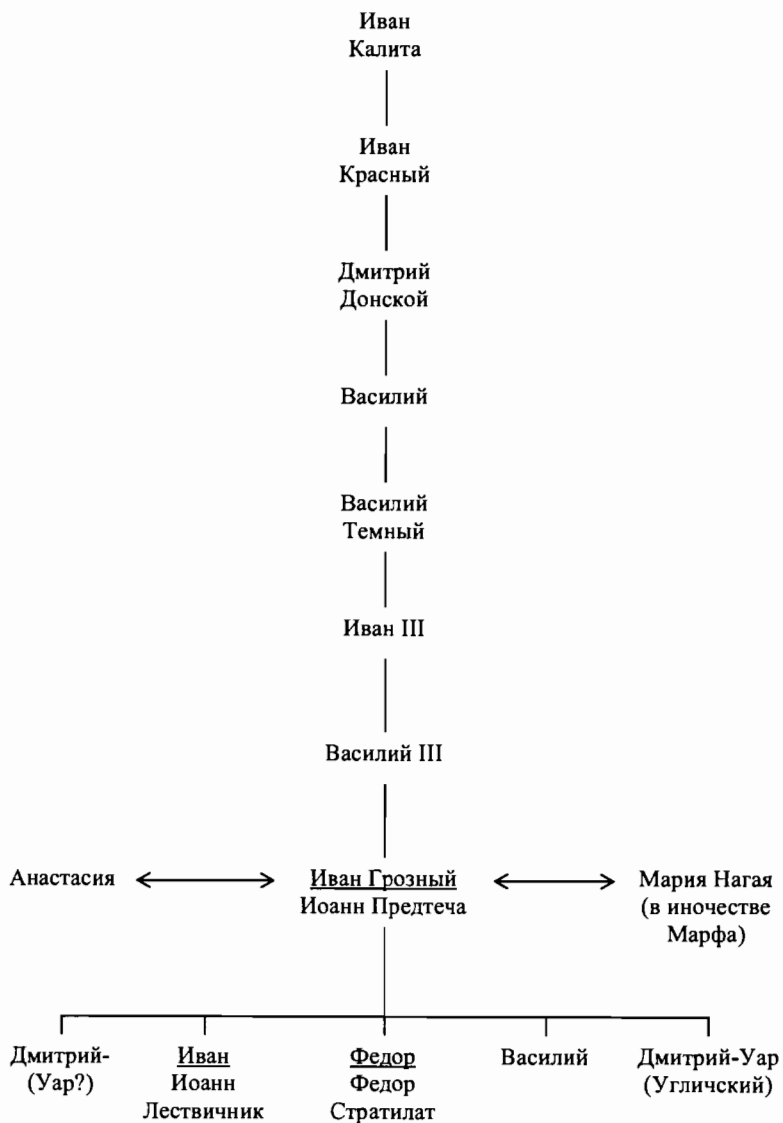 Иван
Калита
Иван
Красный
Дмитрий
Донской
Василий
Василий
Темный
Иван III
Василий III
Анастасия
Иван Грозный
Иоанн Предтеча
Мария Нагая
(в иночестве
Марфа)
Дмитрий-
(Уар?)
Иван
Иоанн
Лествичник
Федор
Федор
Стратилат
Василий
Дмитрий-Уар
(Угличский)